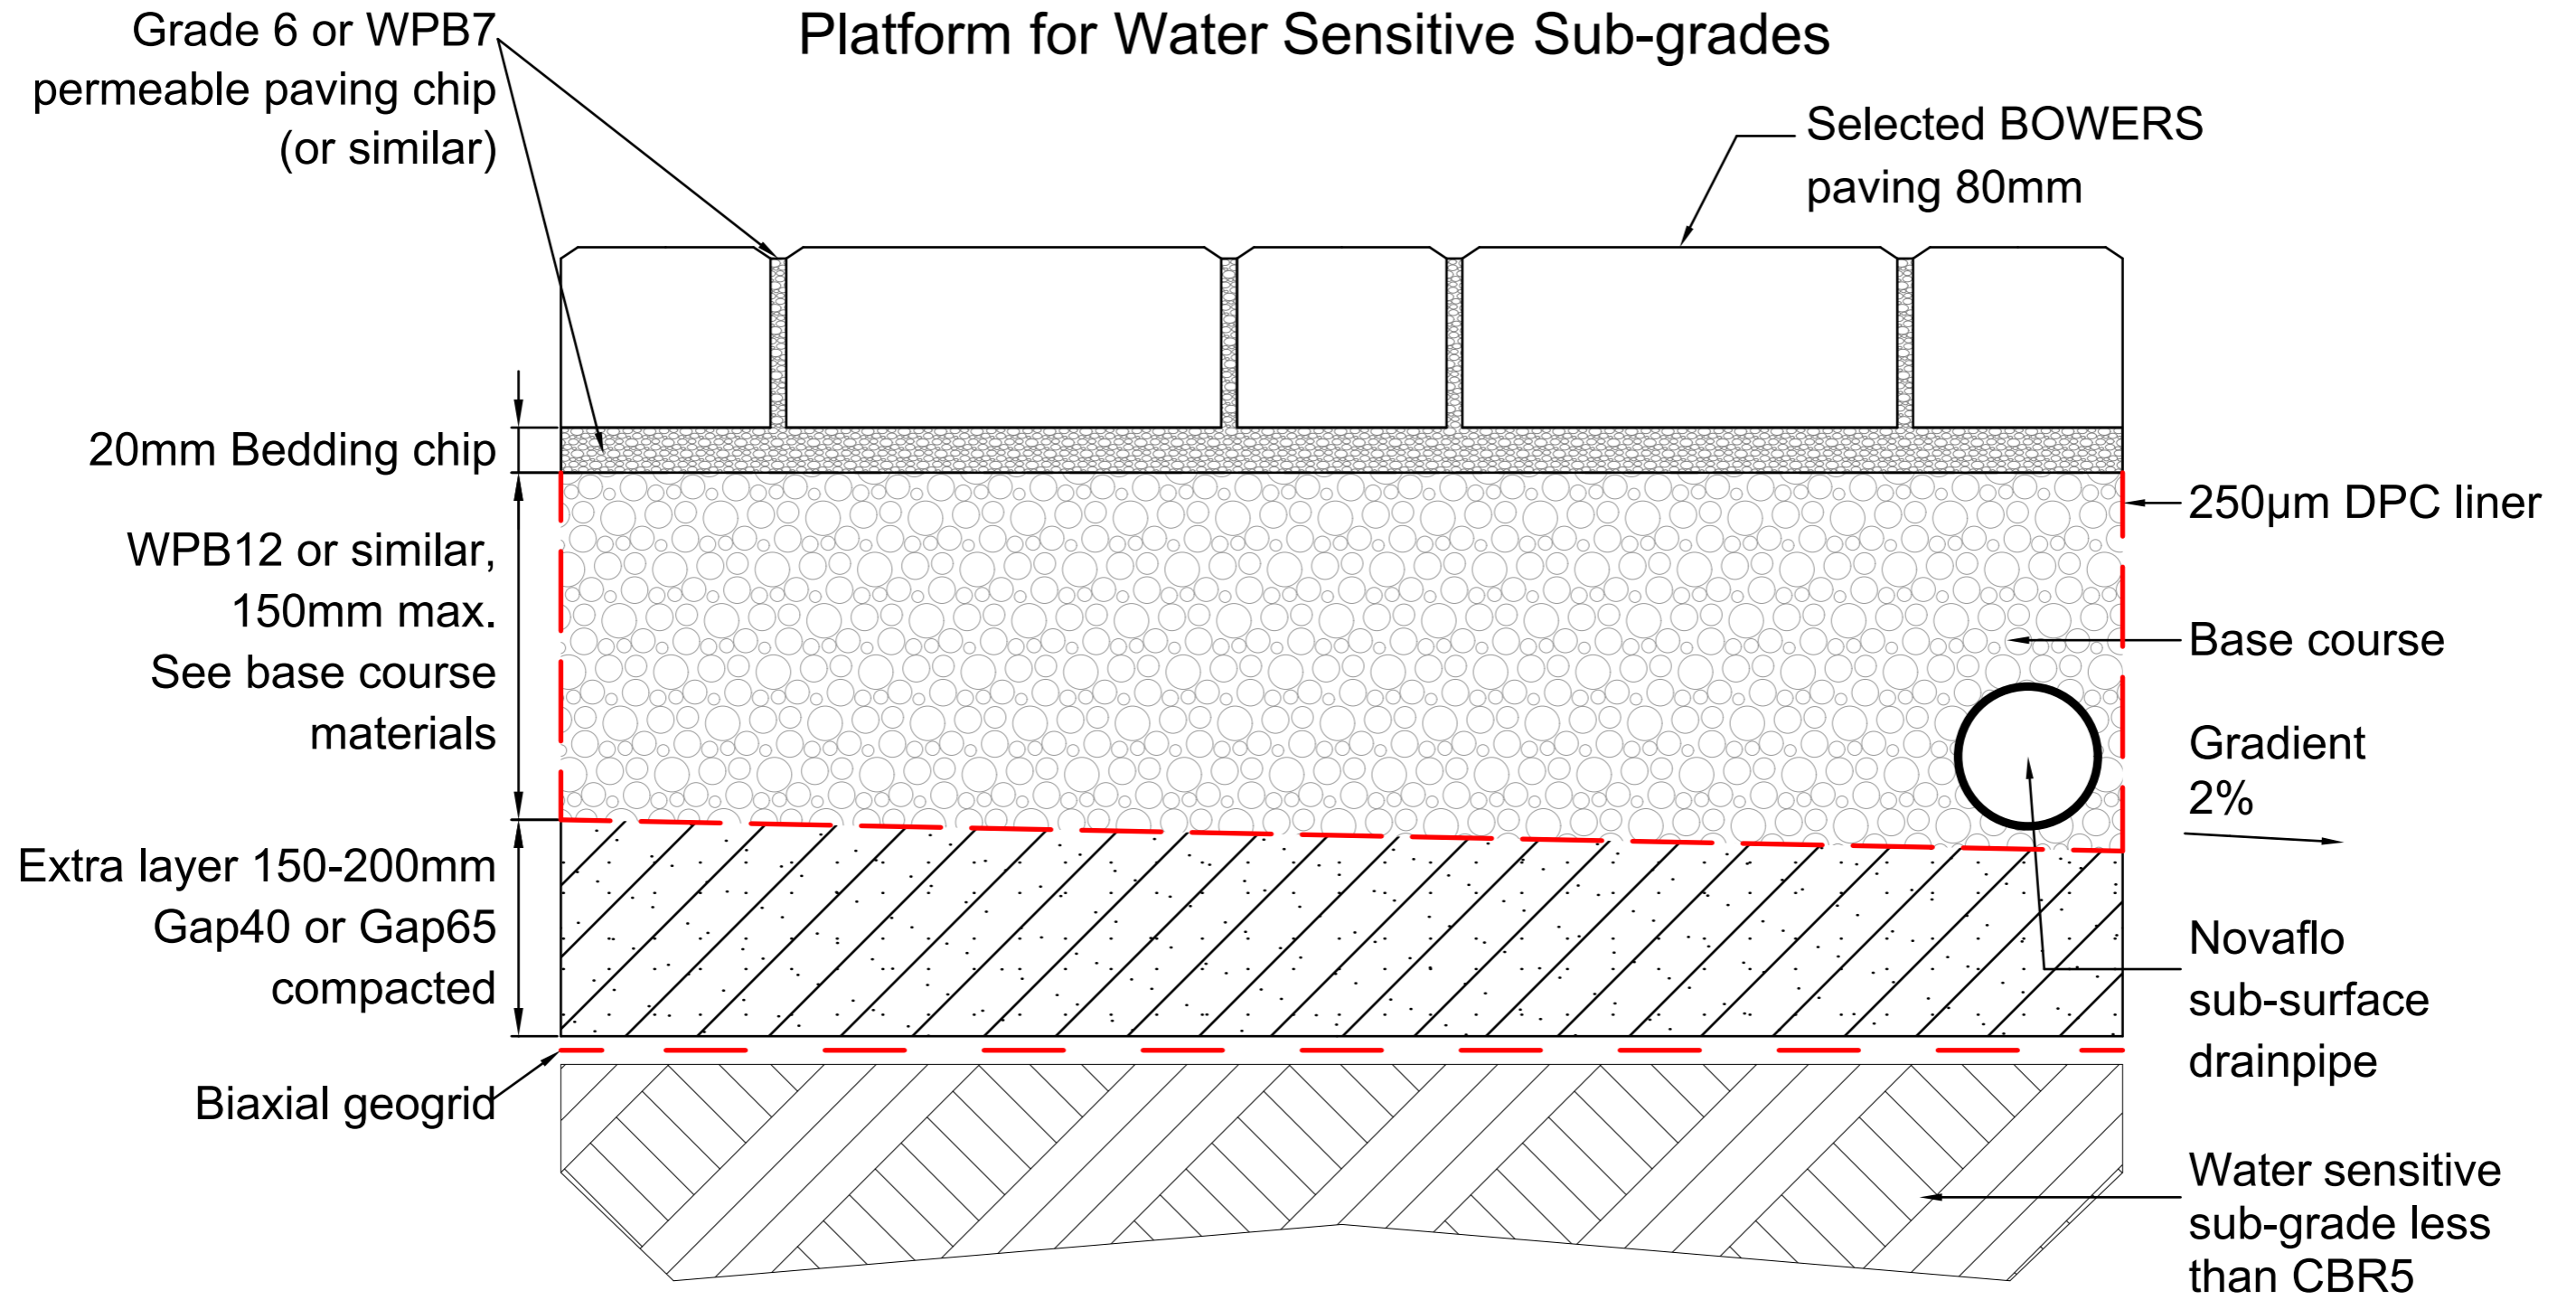 Platform for Water Sensitive Sub-grades
Grade 6 or WPB7
permeable paving chip
(or similar)
Selected BOWERS
paving 80mm
20mm Bedding chip
WPB12 or similar,
150mm max.
See base course
materials
Extra layer 150-200mm
Gap40 or Gap65
compacted
Biaxial geogrid
250µm DPC liner
Base course
Gradient
2%
Novaflo
sub-surface
drainpipe
Water sensitive
sub-grade less
than CBR5